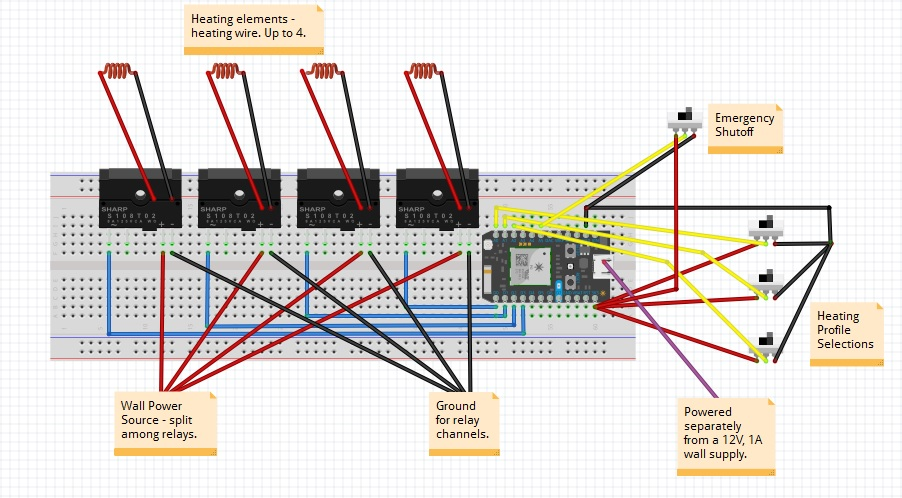 Heating elements -
heating wire. Up to 4.
Emergency
Shutoff
SHARP
S108T02
SHARP
S108T02
SHARP
S108T02
SHARP
S108T02
Heating
Profile
Selections
Wall Power
Source - split
among relays.
Ground
for relay
channels.
Powered
separately
from a 12V, 1A
wall supply.